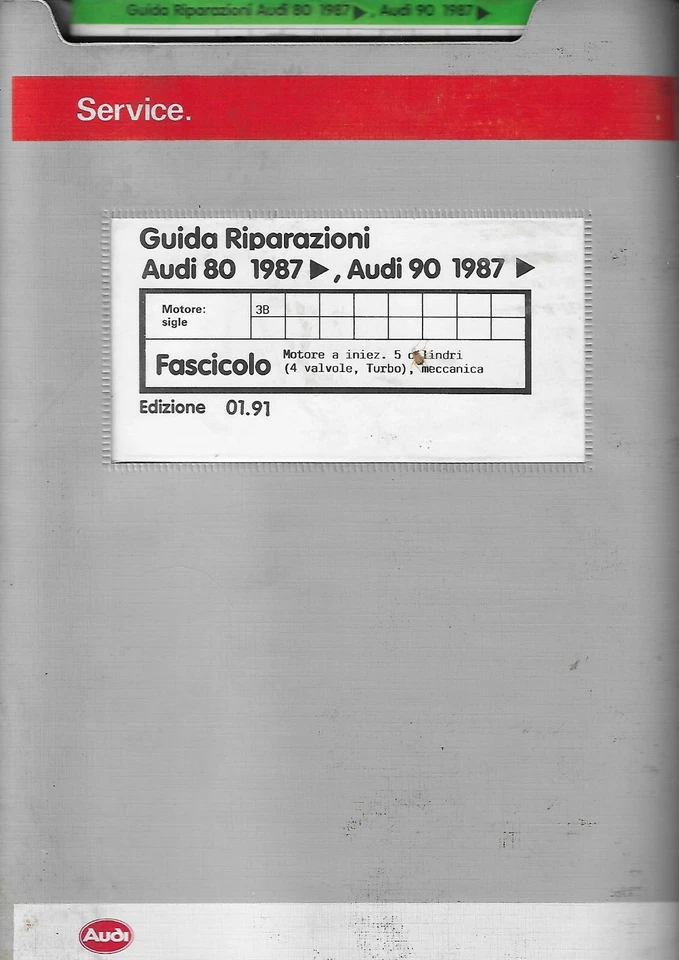 Guida Riparazioni Audi 80 1987 ▶, Audi 90 1987 ▶
Service.
Guida Riparazioni
Audi 80 1987 ▶, Audi 90 1987 ▶
Motore: 3B
sigle
Fascicolo
Motore a iniez. 5 cilindri
(4 valvole, Turbo), meccanica
Edizione 01.91
Audi